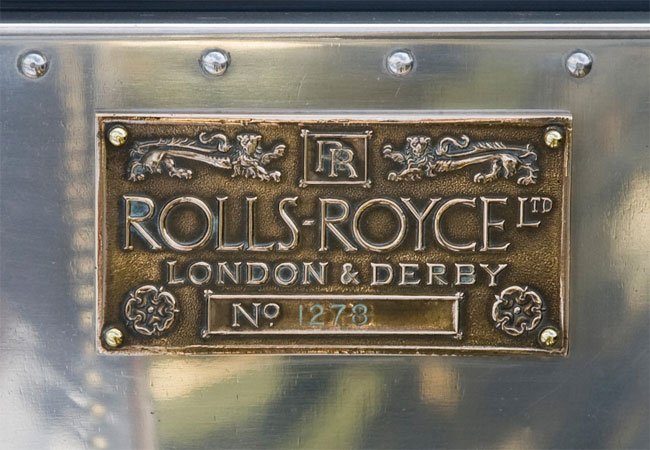 RR
ROLLS-ROYCE LTD
LONDON & DERBY
No 1278